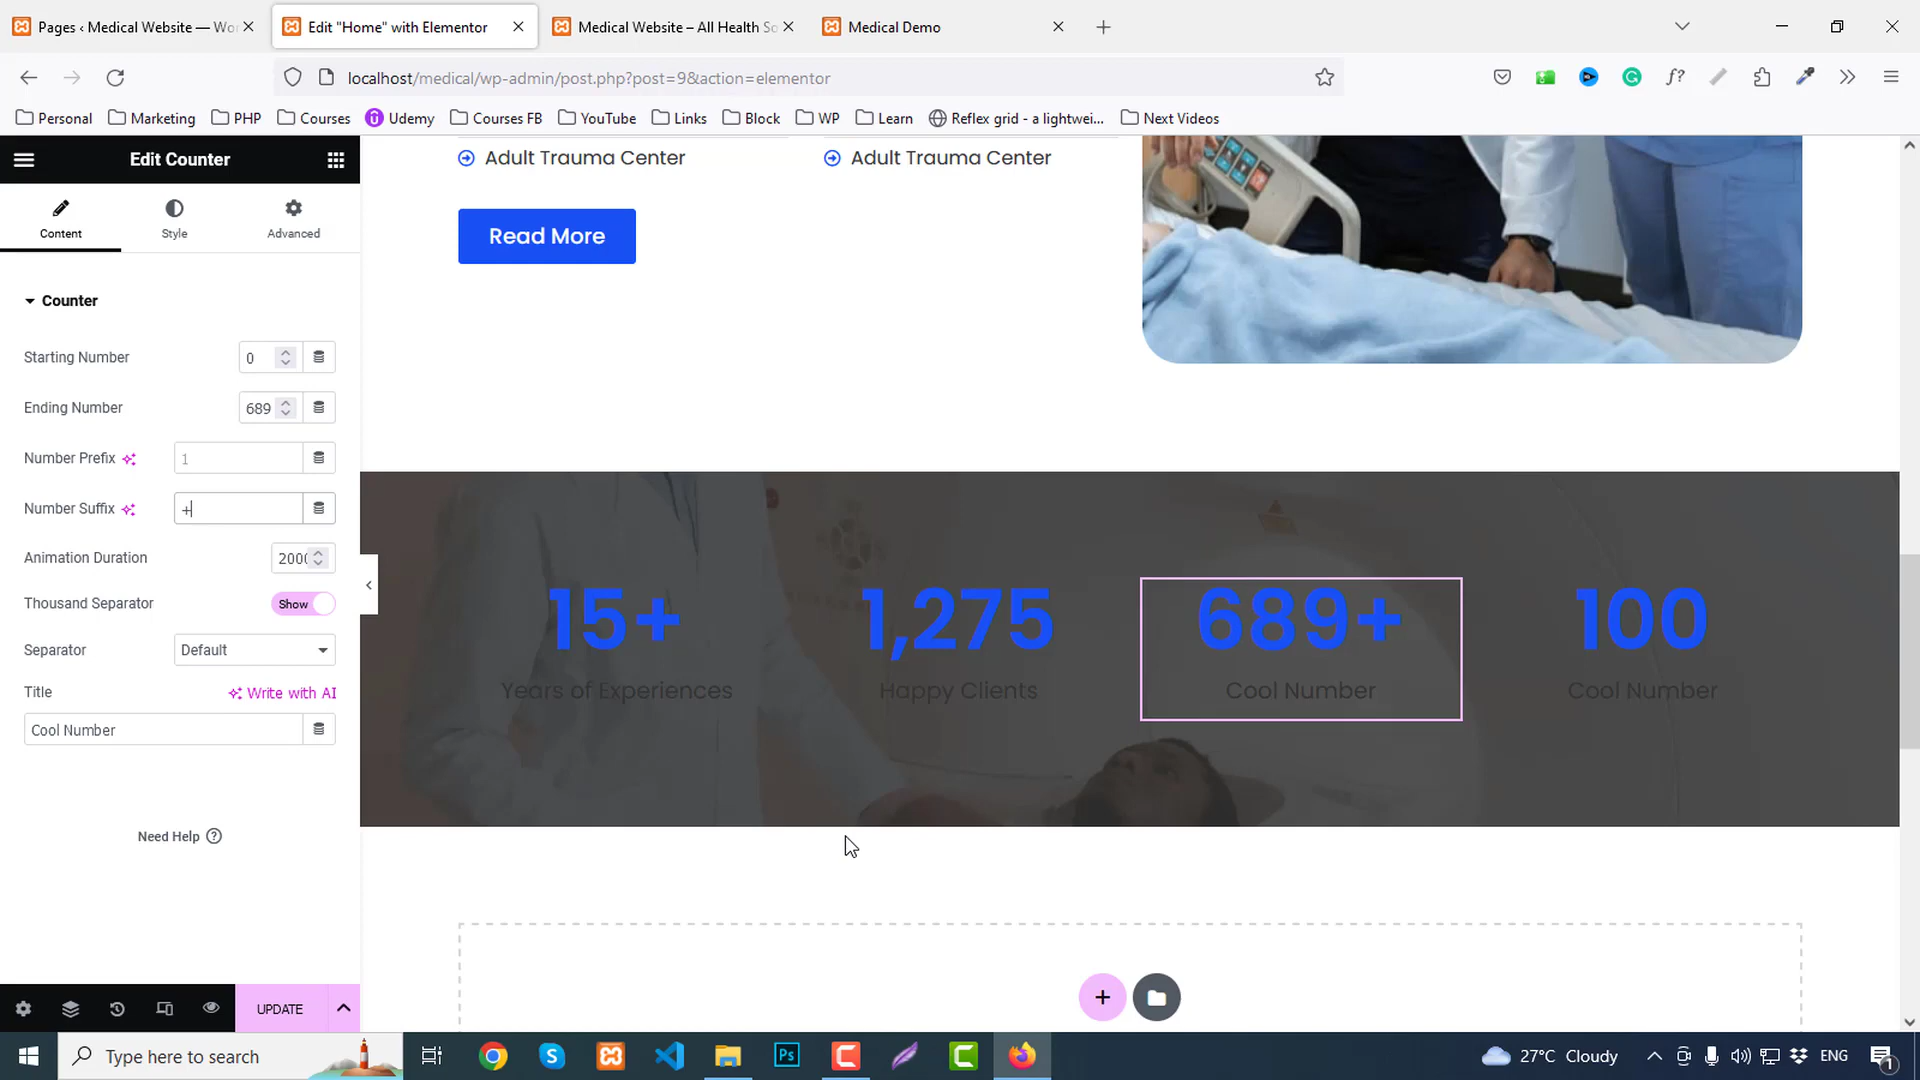 Pages ‹ Medical Website — Wo
Edit "Home" with Elementor
Medical Website – All Health So
Medical Demo
localhost/medical/wp-admin/post.php?post=9&action=elementor
f?
Personal
Marketing
PHP
Courses
Udemy
Courses FB
YouTube
Links
Block
WP
Learn
Reflex grid - a lightwei...
Next Videos
Edit Counter
Content
Style
Advanced
Counter
Starting Number
0
Ending Number
689
Number Prefix
1
Number Suffix
+
Animation Duration
2000
Thousand Separator
Show
Separator
Default
Title
Write with AI
Cool Number
Need Help
UPDATE
Adult Trauma Center
Adult Trauma Center
Read More
15+
Years of Experiences
1,275
Happy Clients
689+
Cool Number
100
Cool Number
Type here to search
Ps
27°C Cloudy
ENG
1